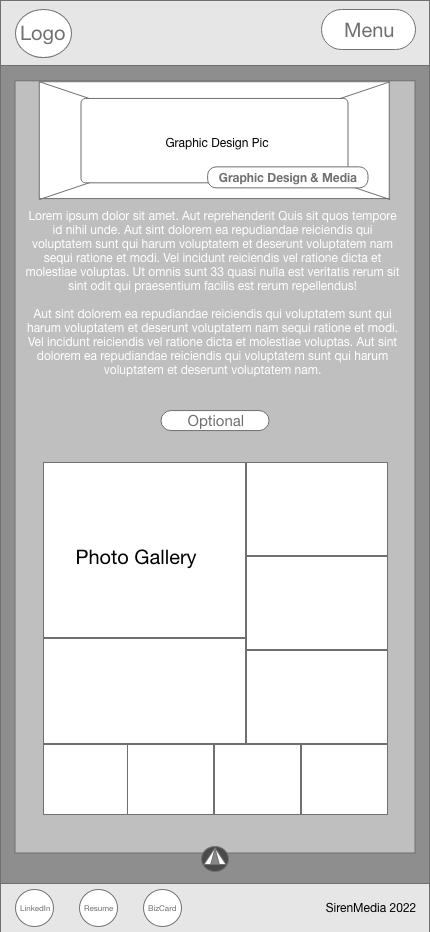 Logo
Menu
Graphic Design Pic
Graphic Design & Media
Lorem ipsum dolor sit amet. Aut reprehenderit Quis sit quos tempore
id nihil unde. Aut sint dolorem ea repudiandae reiciendis qui
voluptatem sunt qui harum voluptatem et deserunt voluptatem nam
sequi ratione et modi. Vel incidunt reiciendis vel ratione dicta et
molestiae voluptas. Ut omnis sunt 33 quasi nulla est veritatis rerum sit
sint odit qui praesentium facilis est rerum repellendus!
Aut sint dolorem ea repudiandae reiciendis qui voluptatem sunt qui
harum voluptatem et deserunt voluptatem nam sequi ratione et modi.
Vel incidunt reiciendis vel ratione dicta et molestiae voluptas. Aut sint
dolorem ea repudiandae reiciendis qui voluptatem sunt qui harum
voluptatem et deserunt voluptatem nam.
Optional
Photo Gallery
LinkedIn
Resume
BizCard
SirenMedia 2022